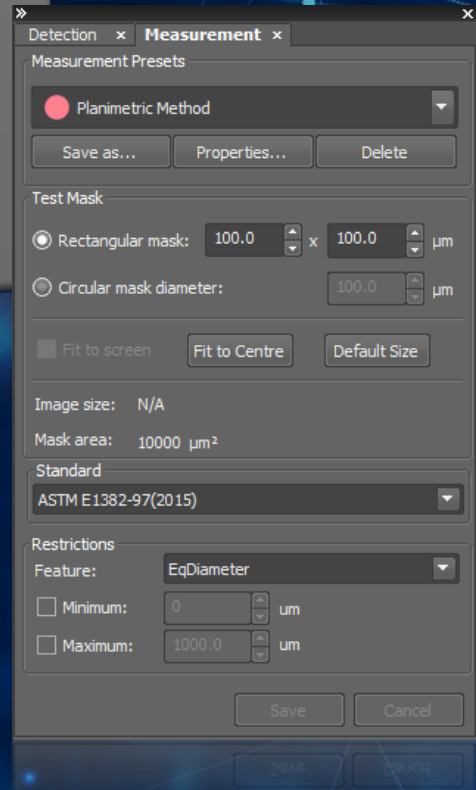 Detection x Measurement x
Measurement Presets
Planimetric Method
Save as... Properties... Delete
Test Mask
Rectangular mask: 100.0 x 100.0 µm
Circular mask diameter: 100.0 µm
Fit to screen Fit to Centre Default Size
Image size: N/A
Mask area: 10000 µm²
Standard
ASTM E1382-97(2015)
Restrictions
Feature: EqDiameter
Minimum: 0 um
Maximum: 1000.0 um
Save Cancel